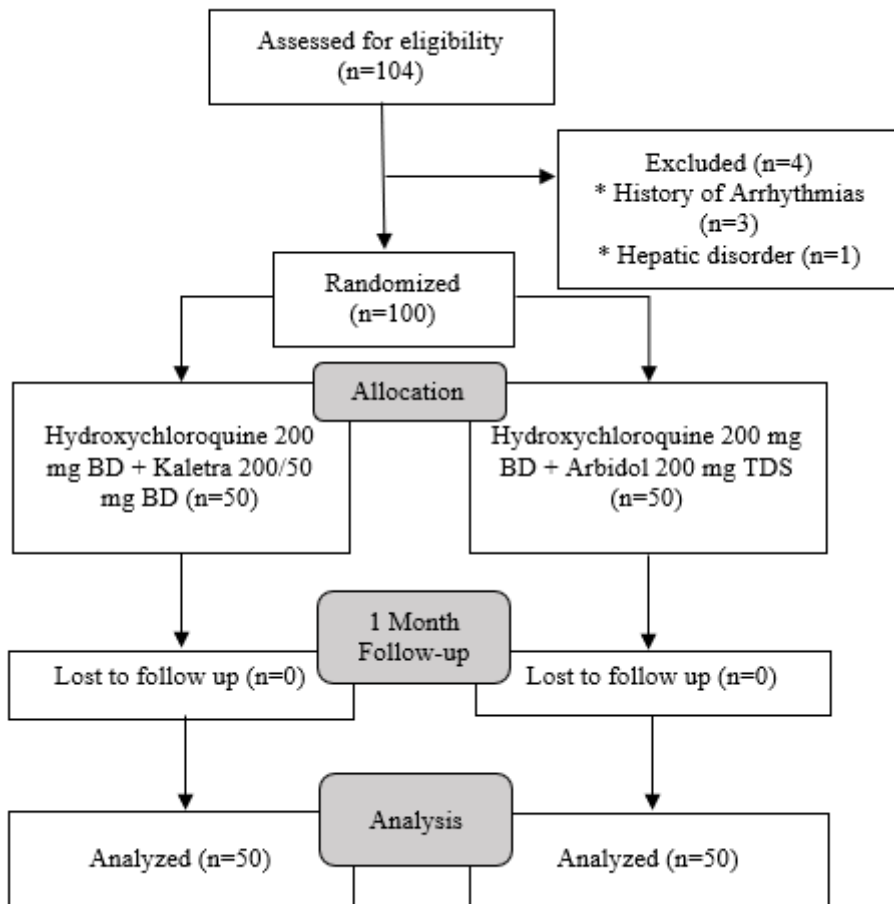 Assessed for eligibility
(n=104)
Excluded (n=4)
* History of Arrhythmias
(n=3)
* Hepatic disorder (n=1)
Randomized
(n=100)
Allocation
Hydroxychloroquine 200
mg BD + Kaletra 200/50
mg BD (n=50)
Hydroxychloroquine 200 mg
BD + Arbidol 200 mg TDS
(n=50)
1 Month
Follow-up
Lost to follow up (n=0)
Lost to follow up (n=0)
Analysis
Analyzed (n=50)
Analyzed (n=50)